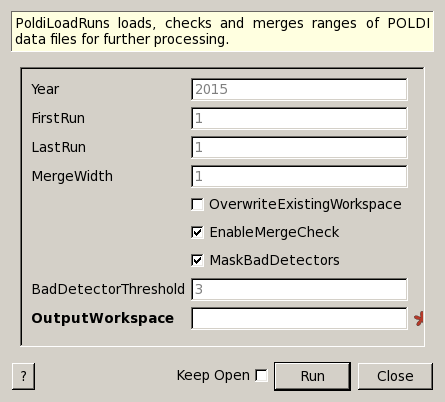 PoldiLoadRuns loads, checks and merges ranges of POLDI
data files for further processing.
Year 2015
FirstRun 1
LastRun 1
MergeWidth 1
OverwriteExistingWorkspace
EnableMergeCheck
MaskBadDetectors
BadDetectorThreshold 3
OutputWorkspace *
? Keep Open Run Close